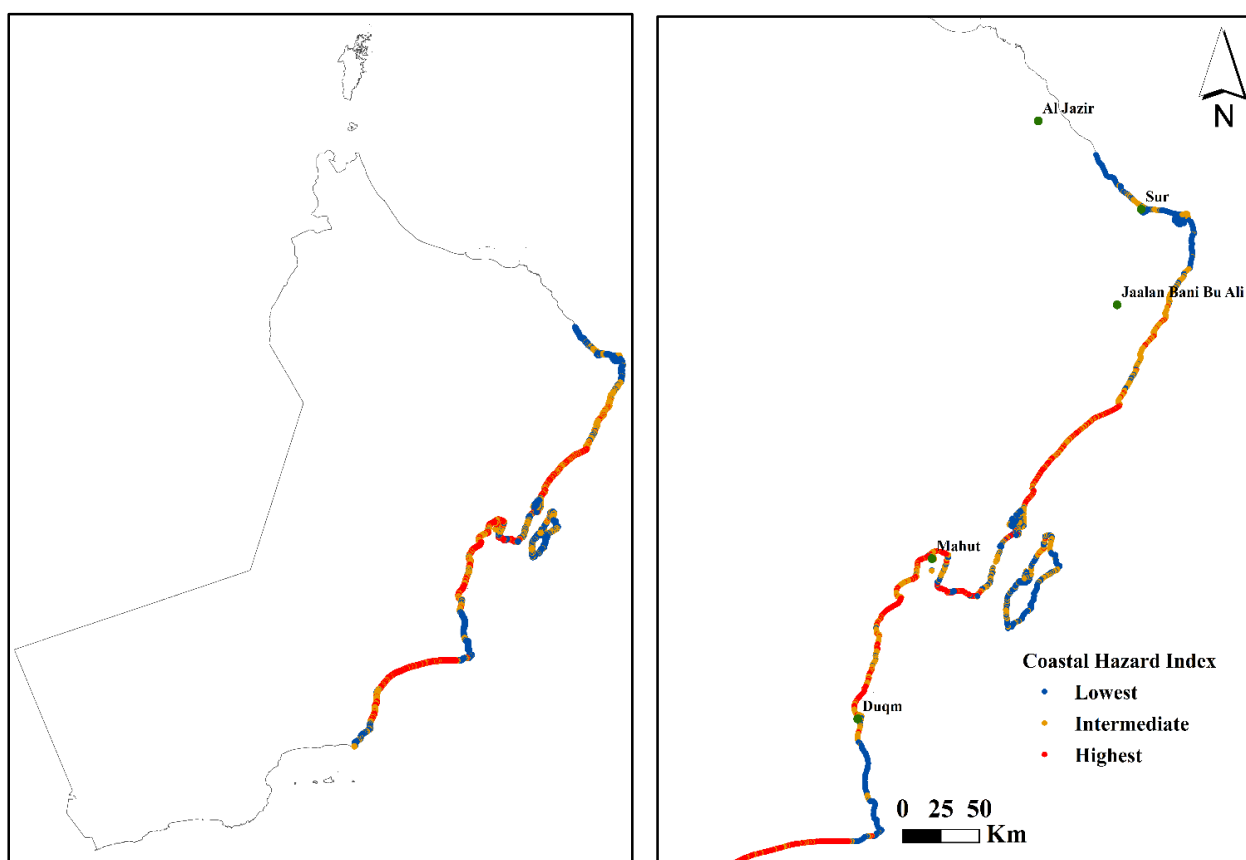 N
Al Jazir
Sur
Jaalan Bani Bu Ali
Mahut
Duqm
Coastal Hazard Index
Lowest
Intermediate
Highest
0 25 50
Km